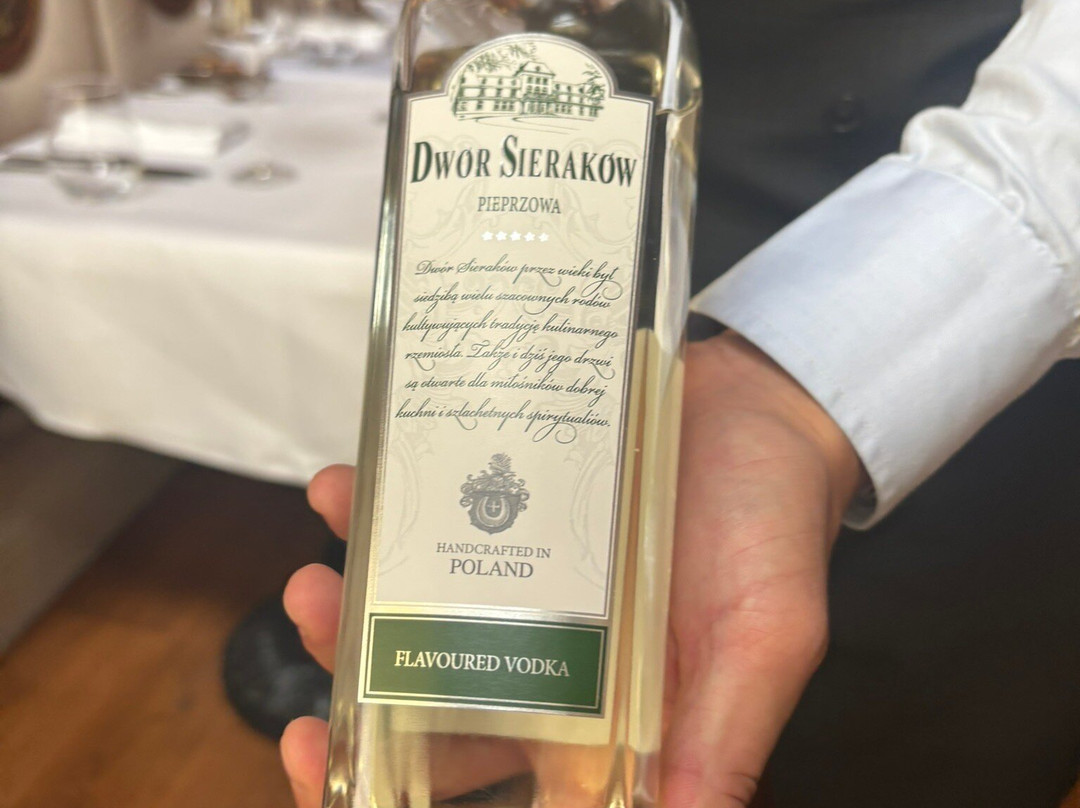 DWÓR SIERAKÓW
PIEPRZOWA
Dwór Sieraków przez wieki był
siedzibą wielu szacownych rodów
kultywujących tradycję kulinarnego
rzemiosła. Także i dziś jego drzwi
są otwarte dla miłośników dobrej
kuchni i szlachetnych spirytualiów.
HANDCRAFTED IN
POLAND
FLAVOURED VODKA